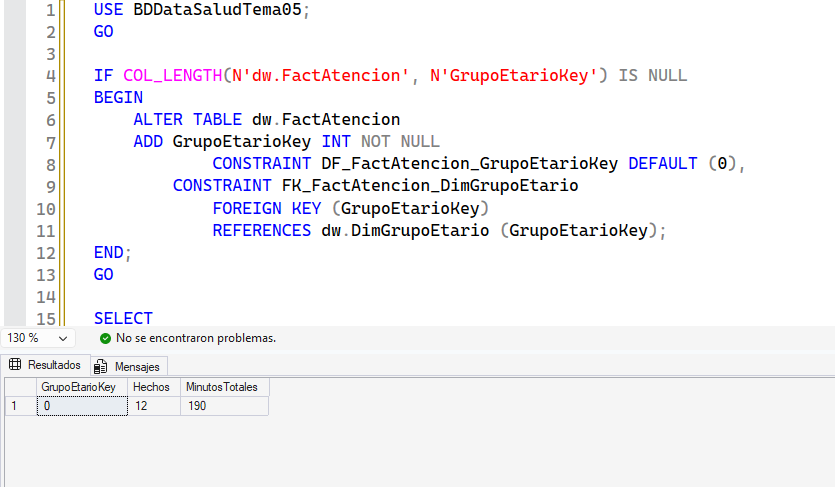 1 USE BDDataSaludTema05;
2 GO
3
4 IF COL_LENGTH(N'dw.FactAtencion', N'GrupoEtarioKey') IS NULL
5 BEGIN
6 ALTER TABLE dw.FactAtencion
7 ADD GrupoEtarioKey INT NOT NULL
8 CONSTRAINT DF_FactAtencion_GrupoEtarioKey DEFAULT (0),
9 CONSTRAINT FK_FactAtencion_DimGrupoEtario
10 FOREIGN KEY (GrupoEtarioKey)
11 REFERENCES dw.DimGrupoEtario (GrupoEtarioKey);
12 END;
13 GO
14
15 SELECT
130 % No se encontraron problemas.
Resultados Mensajes
GrupoEtarioKey Hechos MinutosTotales
1 0 12 190